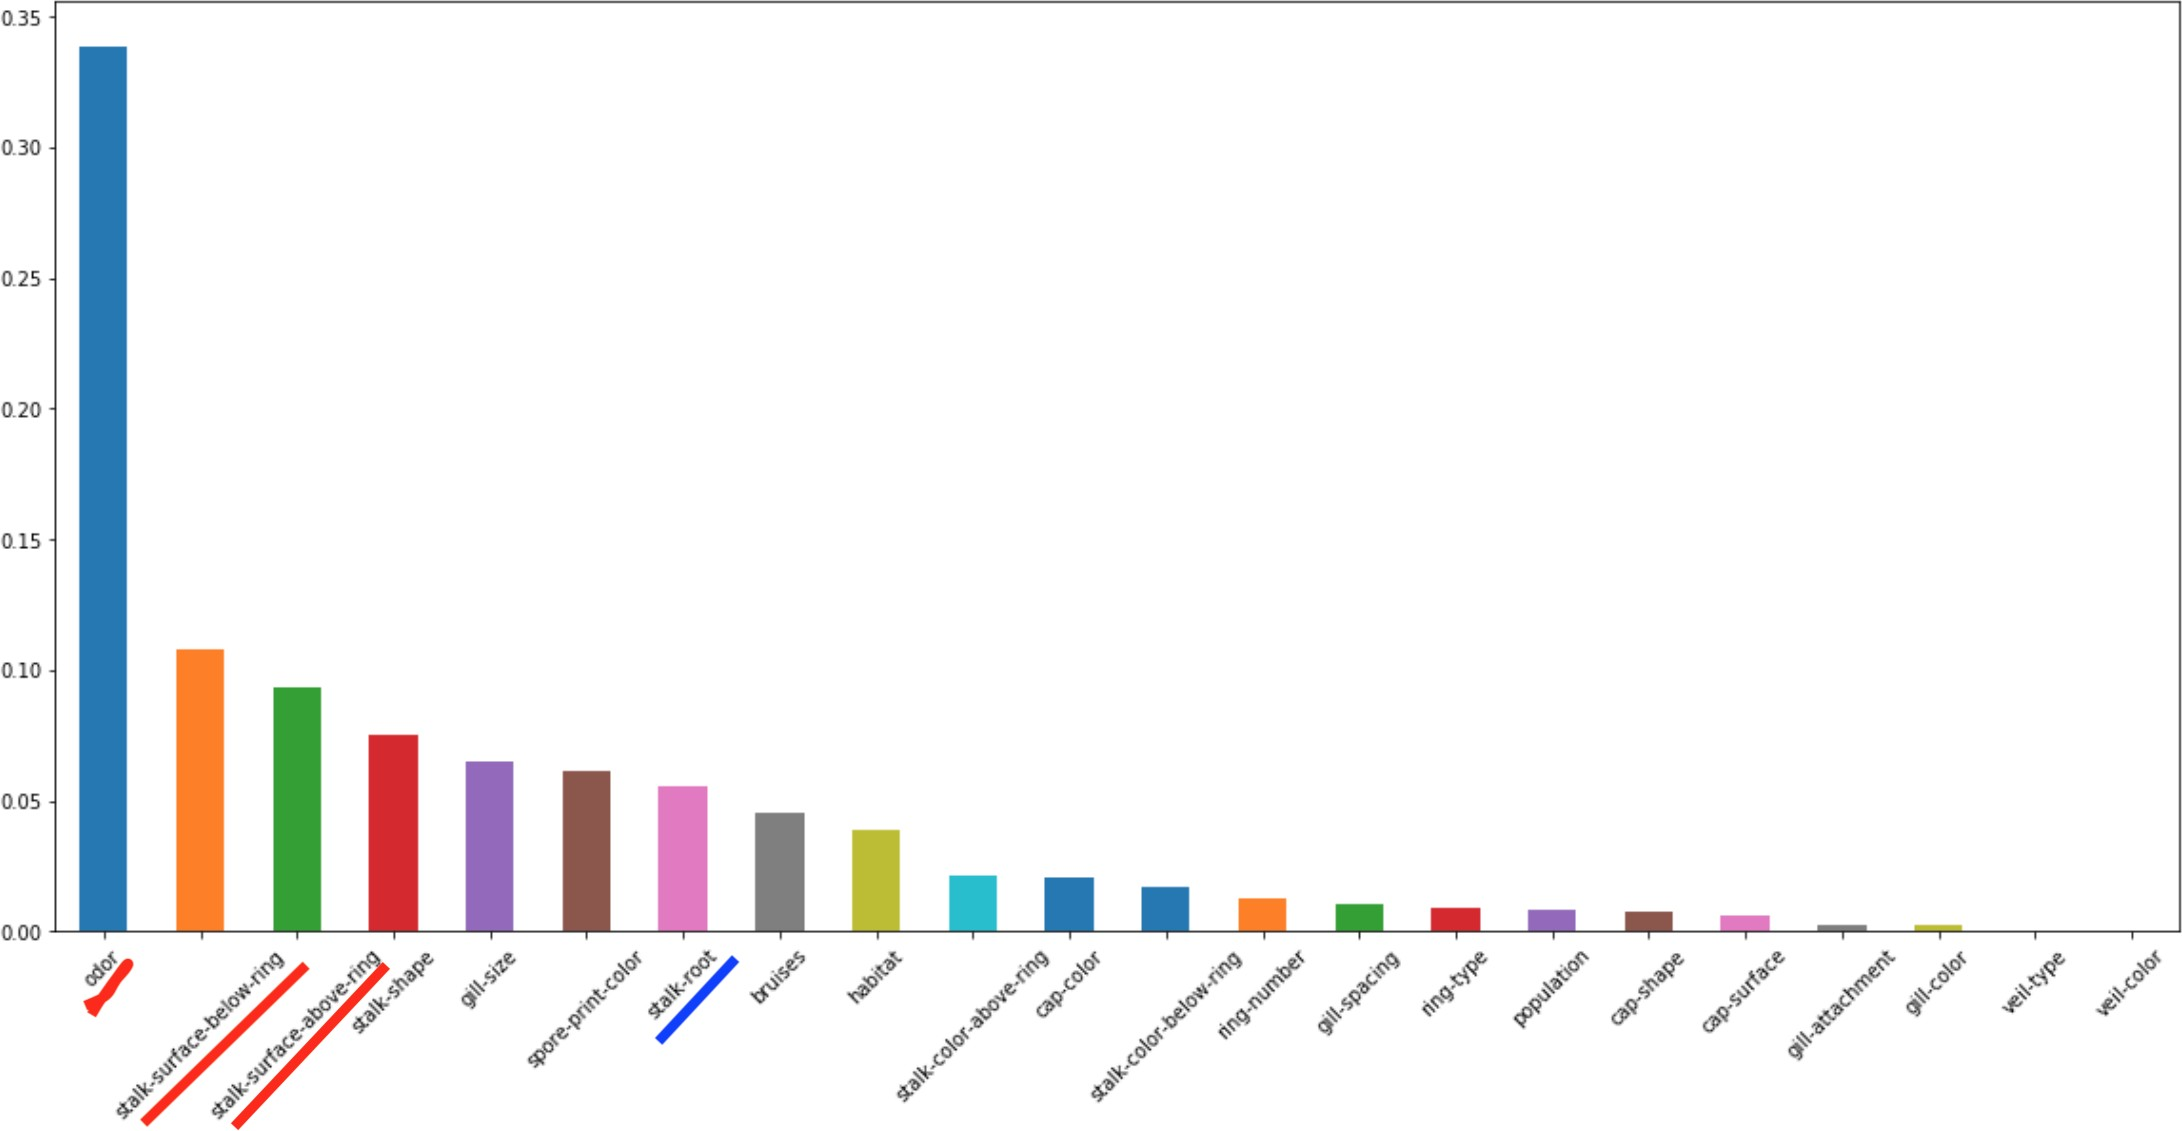 0.35
0.30
0.25
0.20
0.15
0.10
0.05
0.00
odor
stalk-surface-below-ring
stalk-surface-above-ring
stalk-shape
gill-size
spore-print-color
stalk-root
bruises
habitat
stalk-color-above-ring
cap-color
stalk-color-below-ring
ring-number
gill-spacing
ring-type
population
cap-shape
cap-surface
gill-attachment
gill-color
veil-type
veil-color